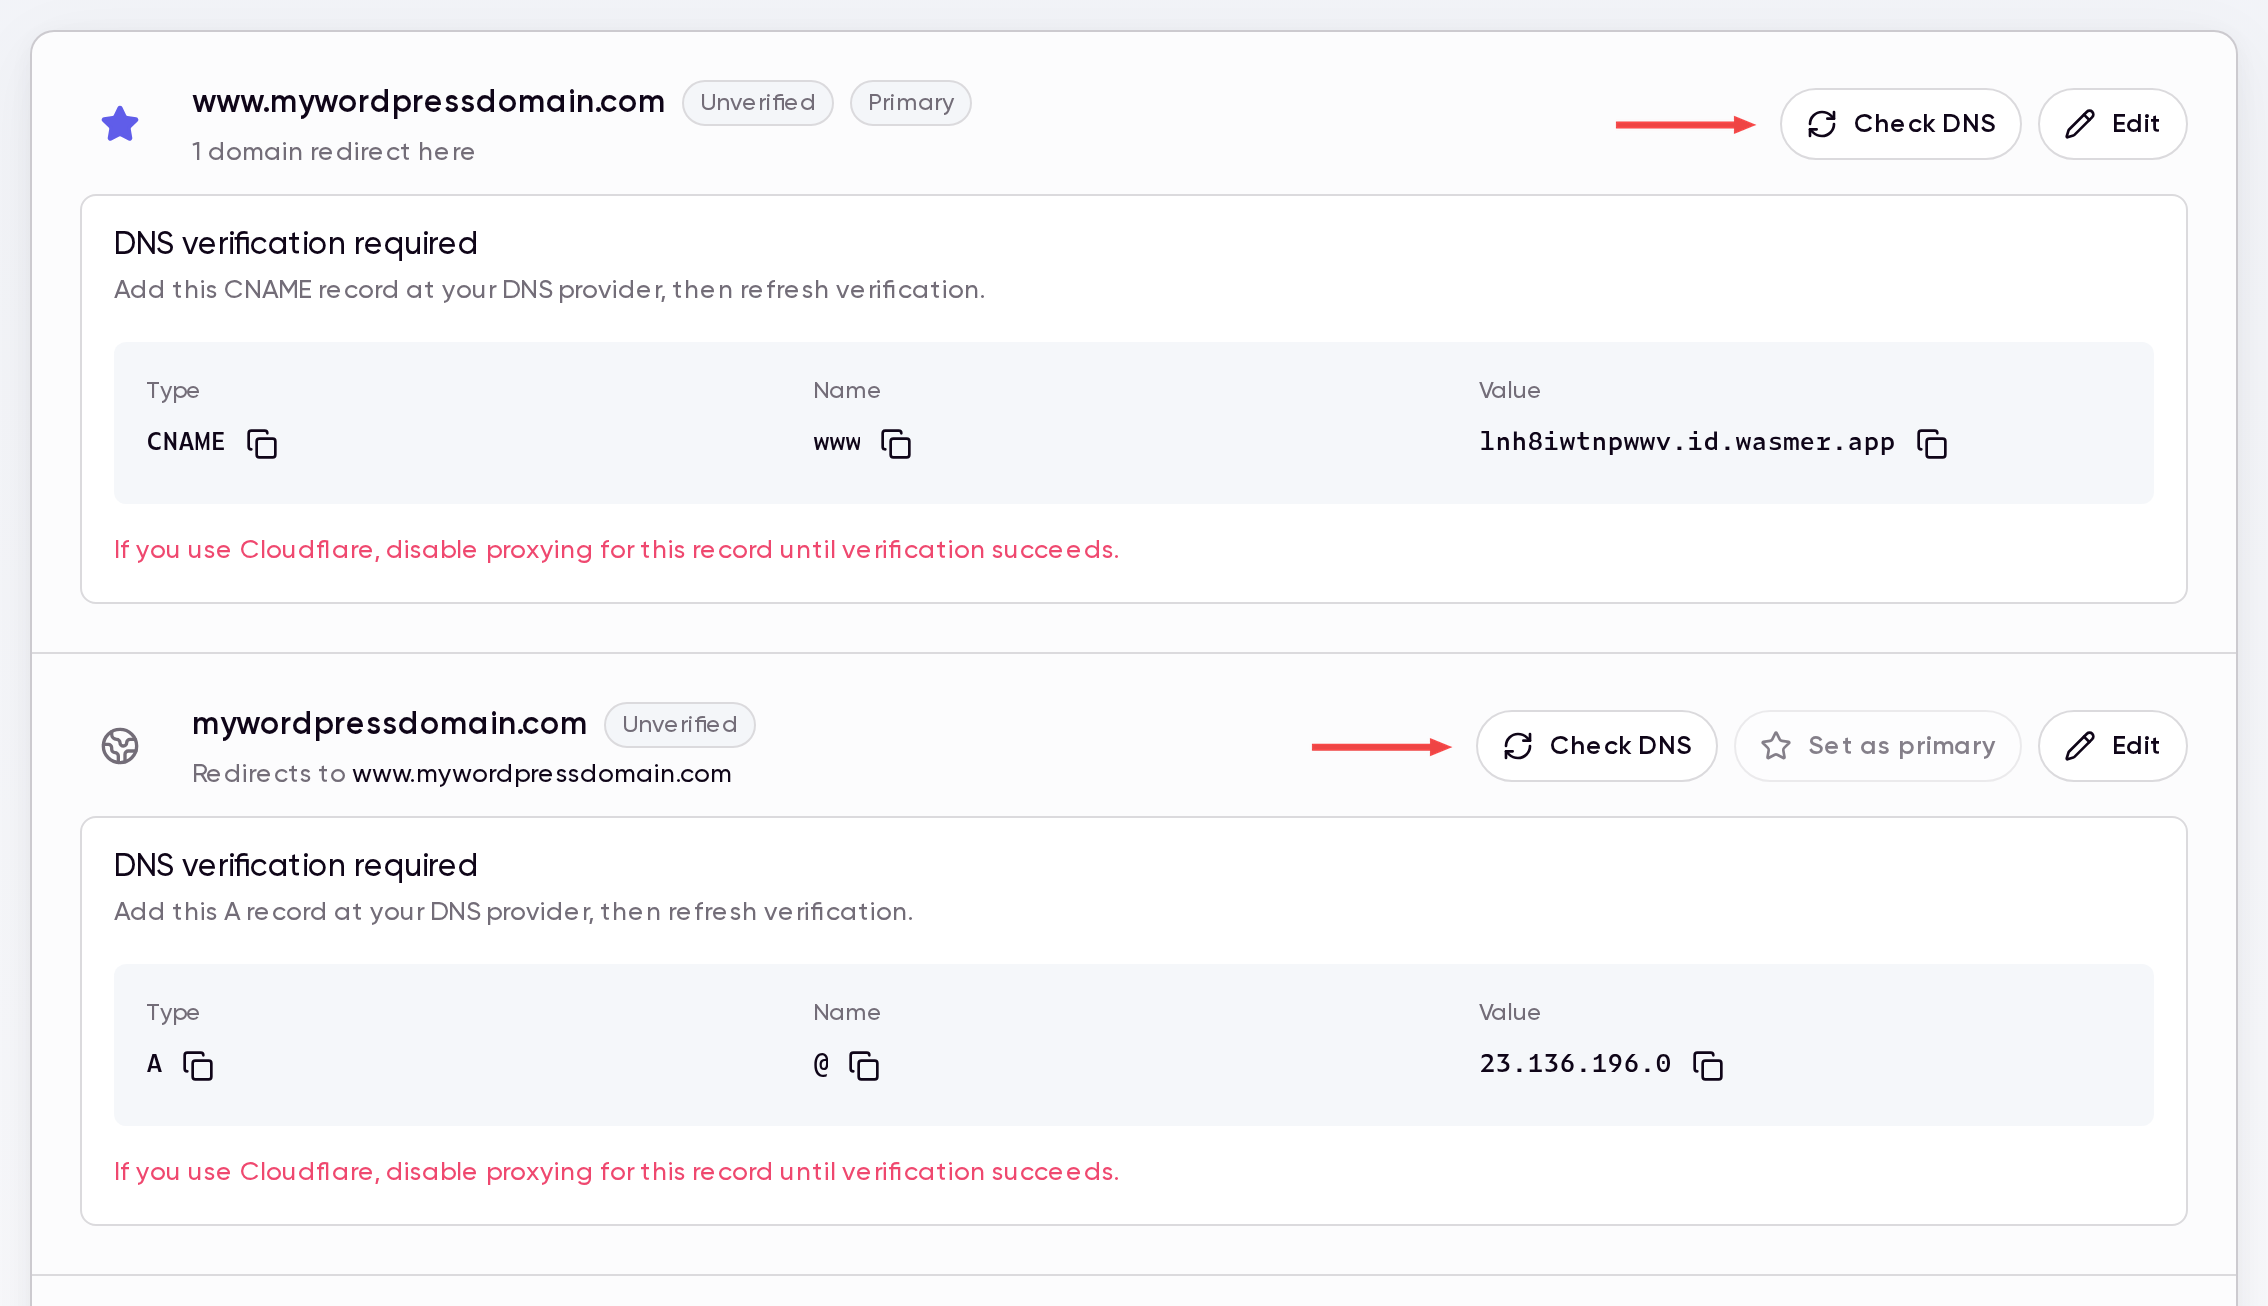 www.mywordpressdomain.com Unverified Primary
1 domain redirect here
Check DNS Edit
DNS verification required
Add this CNAME record at your DNS provider, then refresh verification.
Type Name Value
CNAME www lnh8iwtnpwwv.id.wasmer.app
If you use Cloudflare, disable proxying for this record until verification succeeds.
mywordpressdomain.com Unverified
Redirects to www.mywordpressdomain.com
Check DNS Set as primary Edit
DNS verification required
Add this A record at your DNS provider, then refresh verification.
Type Name Value
A @ 23.136.196.0
If you use Cloudflare, disable proxying for this record until verification succeeds.